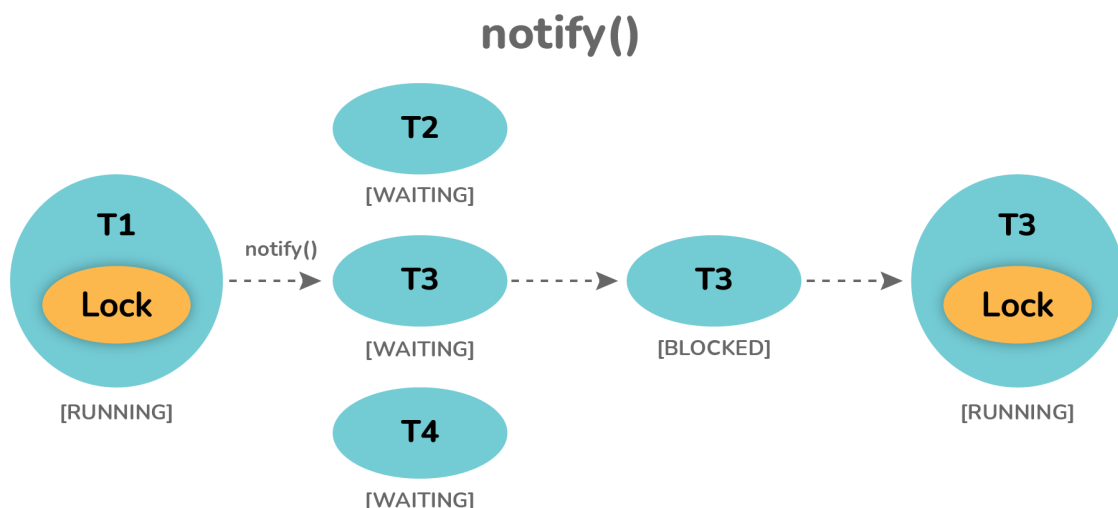 notify()
T1
Lock
[RUNNING]
notify()
T2
[WAITING]
T3
[WAITING]
T4
[WAITING]
T3
[BLOCKED]
T3
Lock
[RUNNING]